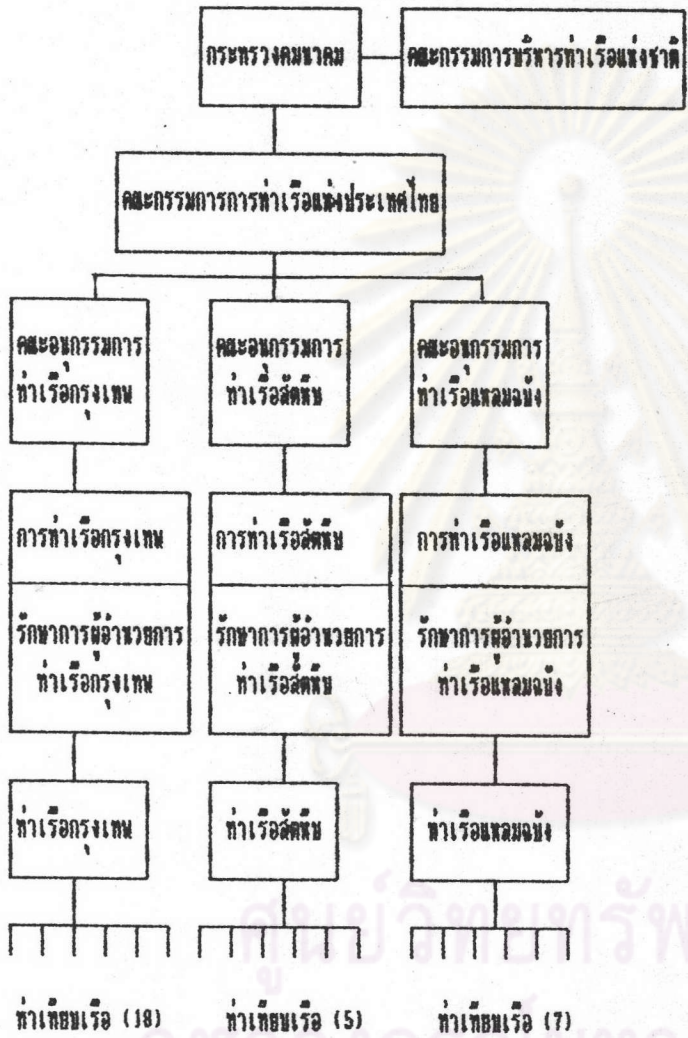 กระทรวงคมนาคม
คณะกรรมการบริหารท่าเรือแห่งชาติ
คณะกรรมการการท่าเรือแห่งประเทศไทย
คณะอนุกรรมการ
ท่าเรือกรุงเทพ
คณะอนุกรรมการ
ท่าเรือสัตหีบ
คณะอนุกรรมการ
ท่าเรือแหลมฉบัง
การท่าเรือกรุงเทพ
การท่าเรือสัตหีบ
การท่าเรือแหลมฉบัง
รักษาการผู้อำนวยการ
ท่าเรือกรุงเทพ
รักษาการผู้อำนวยการ
ท่าเรือสัตหีบ
รักษาการผู้อำนวยการ
ท่าเรือแหลมฉบัง
ท่าเรือกรุงเทพ
ท่าเรือสัตหีบ
ท่าเรือแหลมฉบัง
ศูนย์วิทยทรัพ
ท่าเทียบเรือ (18)
ท่าเทียบเรือ (5)
ท่าเทียบเรือ (7)